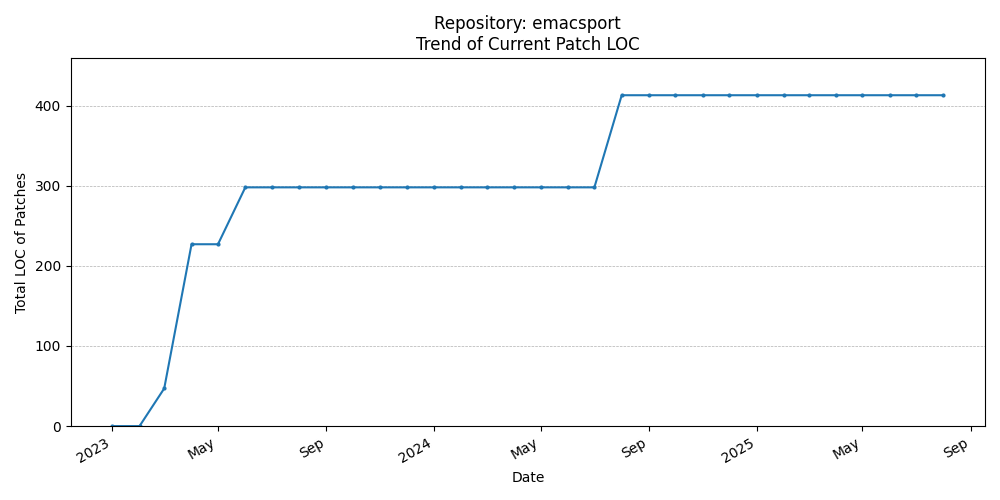 Repository: emacsport
Trend of Current Patch LOC
Total LOC of Patches
400
300
200
100
0
2023
May
Sep
2024
May
Sep
2025
May
Sep
Date